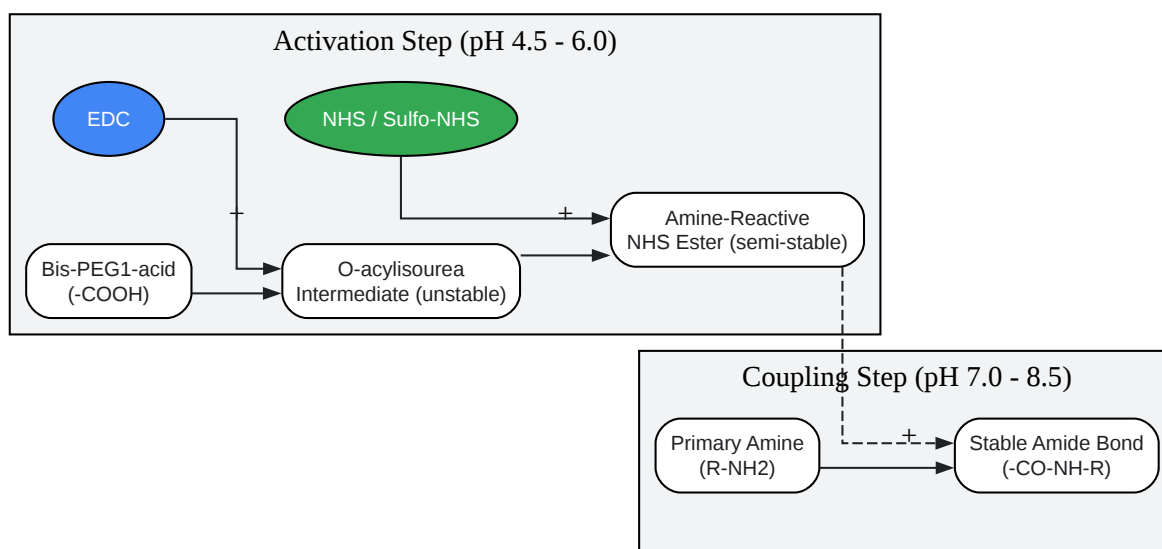 Activation Step (pH 4.5 - 6.0)
EDC
NHS / Sulfo-NHS
+
+
Amine-Reactive
NHS Ester (semi-stable)
Bis-PEG1-acid
(-COOH)
O-acylisourea
Intermediate (unstable)
Coupling Step (pH 7.0 - 8.5)
+
Primary Amine
(R-NH2)
Stable Amide Bond
(-CO-NH-R)